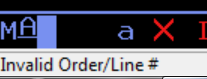 MA a X
Invalid Order/Line #